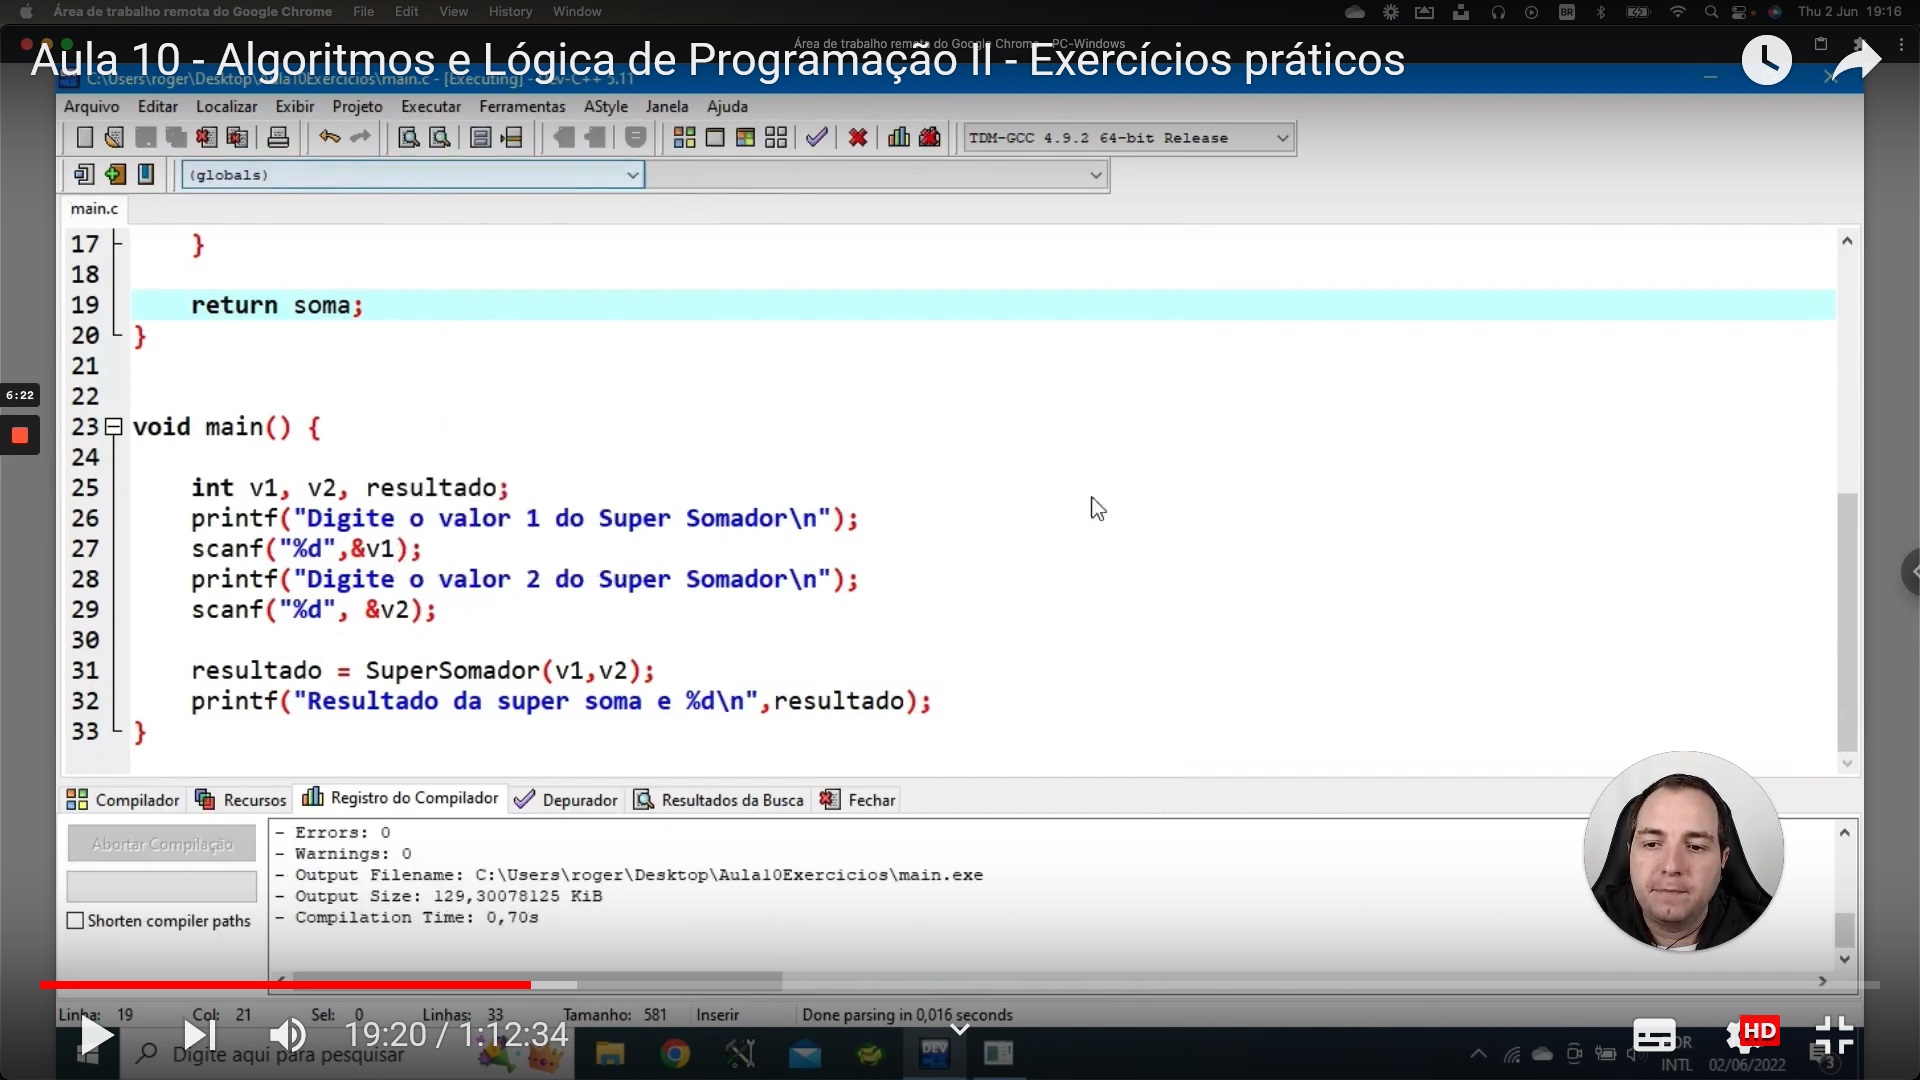 Área de trabalho remota do Google Chrome File Edit View History Window BR Thu 2 Jun 19:16
Área de trabalho remota do Google Chrome - PC-Windows
Aula 10 - Algoritmos e Lógica de Programação II - Exercícios práticos
C:\Users\roger\Desktop\Aula10Exercicios\main.c - [Executing] - Dev-C++ 5.11
Arquivo Editar Localizar Exibir Projeto Executar Ferramentas AStyle Janela Ajuda
TDM-GCC 4.9.2 64-bit Release
(globals)
main.c
17 }
18
19 return soma;
20 }
21
22
6:22
23 void main() {
24
25 int v1, v2, resultado;
26 printf("Digite o valor 1 do Super Somador\n");
27 scanf("%d",&v1);
28 printf("Digite o valor 2 do Super Somador\n");
29 scanf("%d", &v2);
30
31 resultado = SuperSomador(v1,v2);
32 printf("Resultado da super soma e %d\n",resultado);
33 }
Compilador Recursos Registro do Compilador Depurador Resultados da Busca Fechar
Abortar Compilação
Shorten compiler paths
- Errors: 0
- Warnings: 0
- Output Filename: C:\Users\roger\Desktop\Aula10Exercicios\main.exe
- Output Size: 129,30078125 KiB
- Compilation Time: 0,70s
Linha: 19 Col: 21 Sel: 0 Linhas: 33 Tamanho: 581 Inserir Done parsing in 0,016 seconds
19:20 / 1:12:34
HD
Digite aqui para pesquisar
DEV
INTL 02/06/2022 3